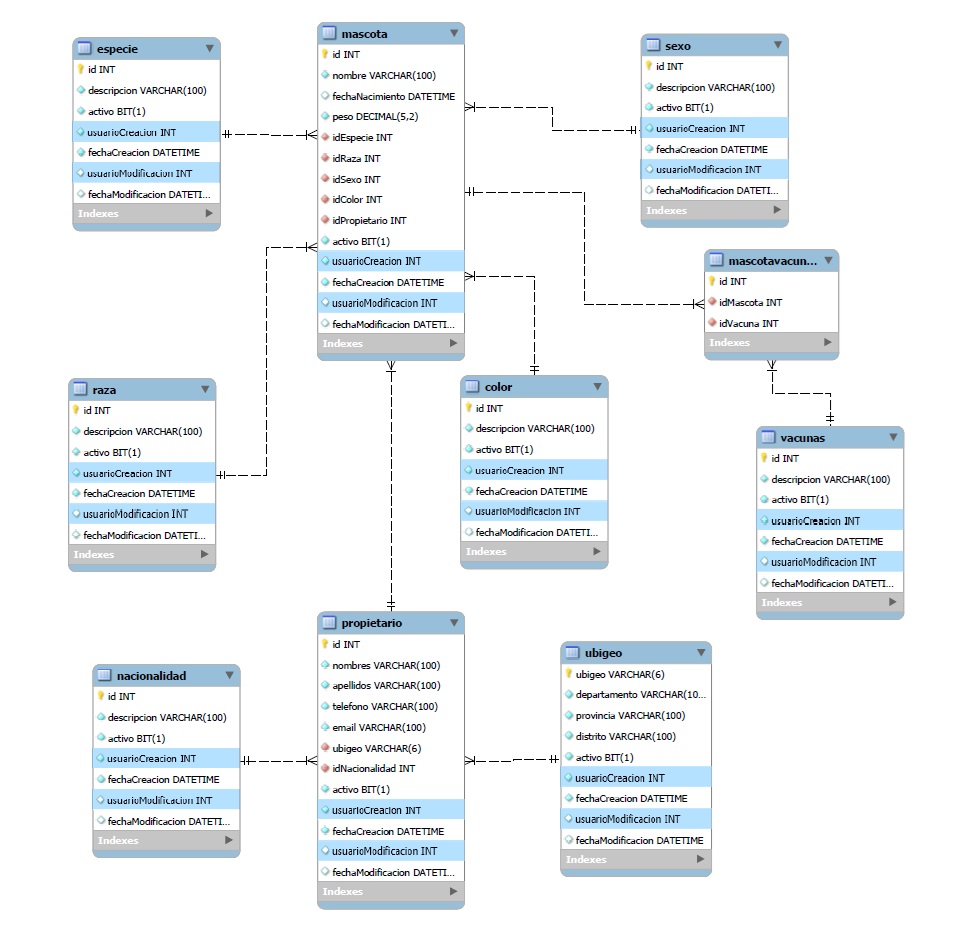 especie
id INT
descripcion VARCHAR(100)
activo BIT(1)
usuarioCreacion INT
fechaCreacion DATETIME
usuarioModificacion INT
fechaModificacion DATETI...
Indexes
mascota
id INT
nombre VARCHAR(100)
fechaNacimiento DATETIME
peso DECIMAL(5,2)
idEspecie INT
idRaza INT
idSexo INT
idColor INT
idPropietario INT
activo BIT(1)
usuarioCreacion INT
fechaCreacion DATETIME
usuarioModificacion INT
fechaModificacion DATETI...
Indexes
sexo
id INT
descripcion VARCHAR(100)
activo BIT(1)
usuarioCreacion INT
fechaCreacion DATETIME
usuarioModificacion INT
fechaModificacion DATETI...
Indexes
mascotavacun...
id INT
idMascota INT
idVacuna INT
Indexes
raza
id INT
descripcion VARCHAR(100)
activo BIT(1)
usuarioCreacion INT
fechaCreacion DATETIME
usuarioModificacion INT
fechaModificacion DATETI...
Indexes
color
id INT
descripcion VARCHAR(100)
activo BIT(1)
usuarioCreacion INT
fechaCreacion DATETIME
usuarioModificacion INT
fechaModificacion DATETI...
Indexes
vacunas
id INT
descripcion VARCHAR(100)
activo BIT(1)
usuarioCreacion INT
fechaCreacion DATETIME
usuarioModificacion INT
fechaModificacion DATETI...
Indexes
nacionalidad
id INT
descripcion VARCHAR(100)
activo BIT(1)
usuarioCreacion INT
fechaCreacion DATETIME
usuarioModificacion INT
fechaModificacion DATETI...
Indexes
propietario
id INT
nombres VARCHAR(100)
apellidos VARCHAR(100)
telefono VARCHAR(100)
email VARCHAR(100)
ubigeo VARCHAR(6)
idNacionalidad INT
activo BIT(1)
usuarioCreacion INT
fechaCreacion DATETIME
usuarioModificacion INT
fechaModificacion DATETI...
Indexes
ubigeo
ubigeo VARCHAR(6)
departamento VARCHAR(10...
provincia VARCHAR(100)
distrito VARCHAR(100)
activo BIT(1)
usuarioCreacion INT
fechaCreacion DATETIME
usuarioModificacion INT
fechaModificacion DATETIME
Indexes